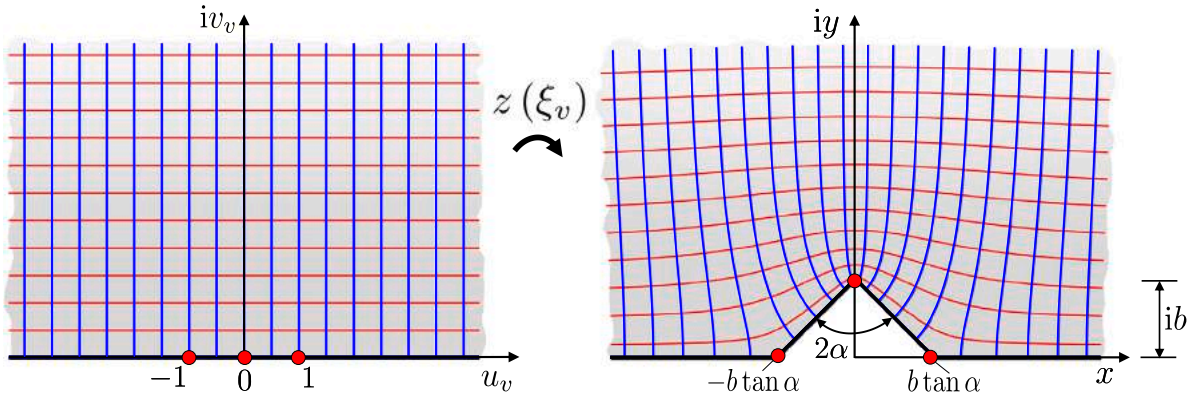 iv_v
z (ξ_v)
−1
0
1
u_v
iy
ib
2α
−b tan α
b tan α
x